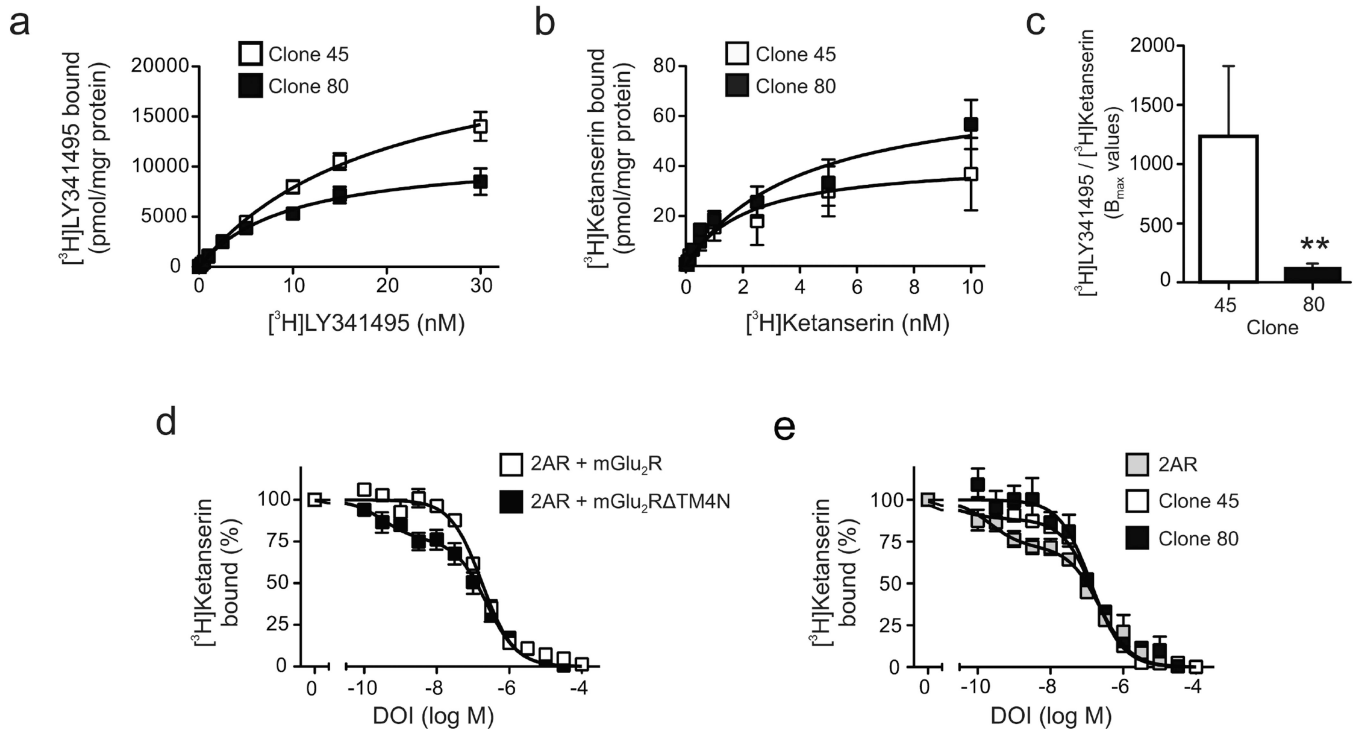 a
[³H]LY341495 bound
(pmol/mgr protein)
20000
15000
10000
5000
0
0
10
20
30
[³H]LY341495 (nM)
Clone 45
Clone 80
b
[³H]Ketanserin bound
(pmol/mgr protein)
80
60
40
20
0
2
4
6
8
10
[³H]Ketanserin (nM)
Clone 45
Clone 80
c
[³H]LY341495 / [³H]Ketanserin
(Bmax values)
2000
1500
1000
500
0
**
45
80
Clone
d
[³H]Ketanserin
bound (%)
100
75
50
25
0
0
-10
-8
-6
-4
DOI (log M)
2AR + mGlu₂R
2AR + mGlu₂RΔTM4N
e
[³H]Ketanserin
bound (%)
100
75
50
25
0
0
-10
-8
-6
-4
DOI (log M)
2AR
Clone 45
Clone 80